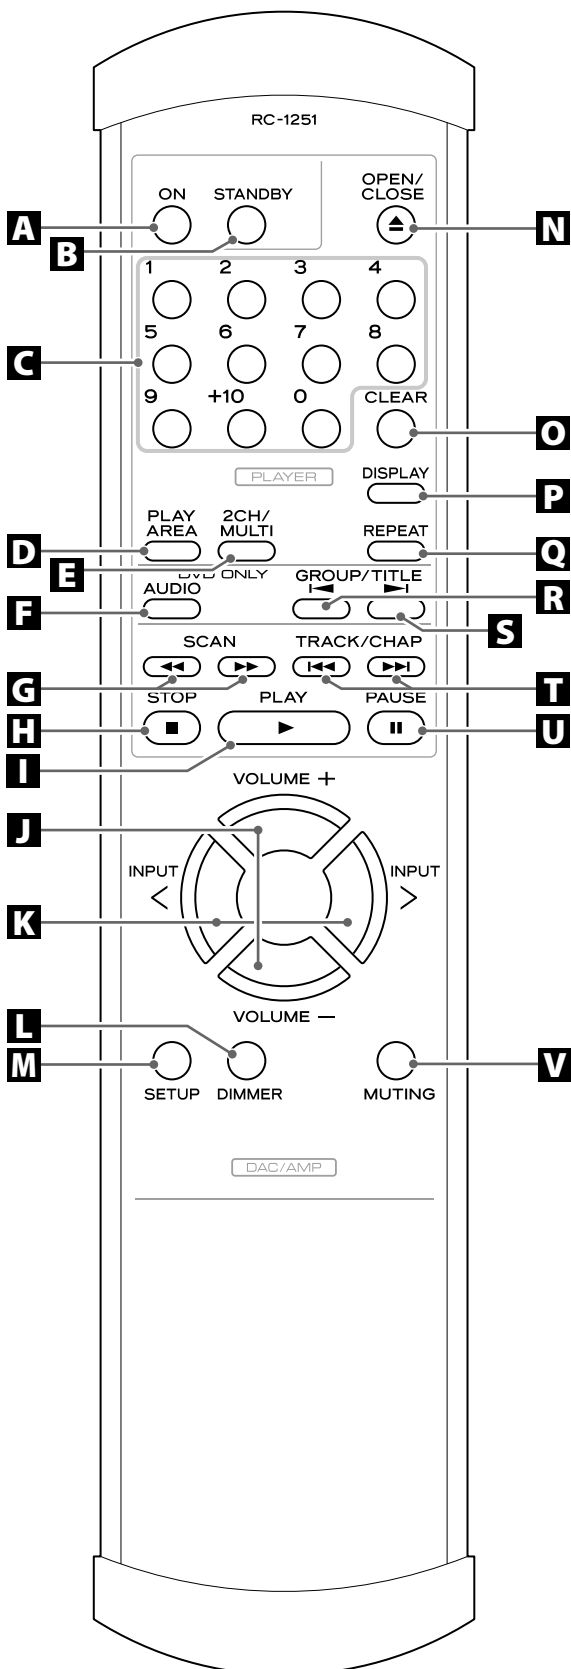 RC-1251
ON STANDBY OPEN/
CLOSE
A
B
N
1 2 3 4
5 6 7 8
C
9 +10 0 CLEAR
O
PLAYER
DISPLAY
P
PLAY
AREA
2CH/
MULTI
REPEAT
D
E
Q
DVD ONLY
AUDIO
GROUP/TITLE
F
R
S
SCAN TRACK/CHAP
G
T
STOP PLAY PAUSE
H
U
I
VOLUME +
J
INPUT
<
INPUT
>
K
VOLUME –
L
M
V
SETUP DIMMER MUTING
DAC/AMP